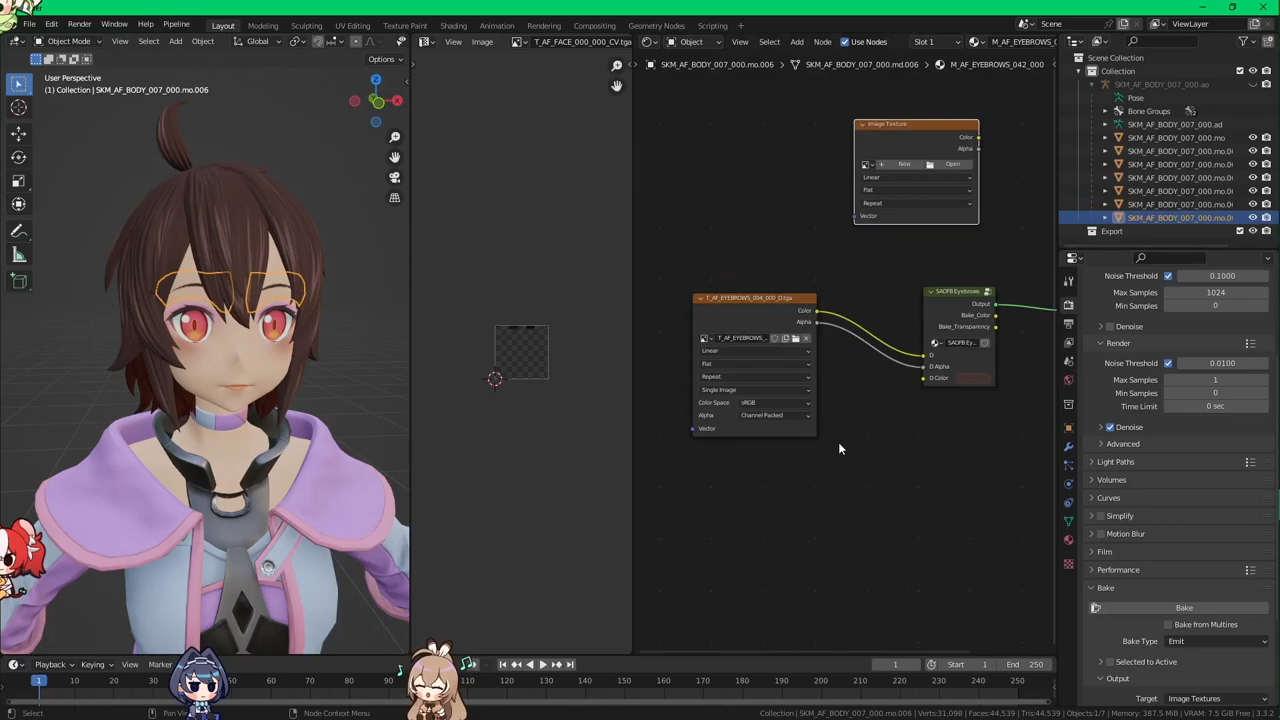 File Edit Render Window Help Pipeline Layout Modeling Sculpting UV Editing Texture Paint Shading Animation Rendering Compositing Geometry Nodes Scripting + Scene ViewLayer
Object Mode View Select Add Object Global
View Image T_AF_FACE_000_000_CV.tga
Object View Select Add Node Use Nodes Slot 1 M_AF_EYEBROWS_0
Options
SKM_AF_BODY_007_000.mo.006 SKM_AF_BODY_007_000.md.006 M_AF_EYEBROWS_042_000
User Perspective
(1) Collection | SKM_AF_BODY_007_000.mo.006
Image Texture
Color
Alpha
New Open
Linear
Flat
Repeat
Vector
T_AF_EYEBROWS_004_000_D.tga
Color
Alpha
T_AF_EYEBROWS_...
Linear
Flat
Repeat
Single Image
Color Space sRGB
Alpha Channel Packed
Vector
SAOFB Eyebrows
Output
Bake_Color
Bake_Transparency
SAOFB Ey...
D
D Alpha
D Color
Scene Collection
Collection
SKM_AF_BODY_007_000.ao
Pose
Bone Groups
SKM_AF_BODY_007_000.ad
SKM_AF_BODY_007_000.mo
SKM_AF_BODY_007_000.mo.0
SKM_AF_BODY_007_000.mo.0
SKM_AF_BODY_007_000.mo.0
SKM_AF_BODY_007_000.mo.0
SKM_AF_BODY_007_000.mo.0
SKM_AF_BODY_007_000.mo.0
Export
Noise Threshold 0.1000
Max Samples 1024
Min Samples 0
Denoise
Render
Noise Threshold 0.0100
Max Samples 1
Min Samples 0
Time Limit 0 sec
Denoise
Advanced
Light Paths
Volumes
Curves
Simplify
Motion Blur
Film
Performance
Bake
Bake
Bake from Multires
Bake Type Emit
Selected to Active
Output
Target Image Textures
Playback Keying View Marker 1 Start 1 End 250
1 10 20 30 40 50 60 70 80 90 100 110 120 130 140 150 160 170 180 190 200 210 220 230 240 250
Select Pan View Node Context Menu Collection | SKM_AF_BODY_007_000.mo.006 | Verts:31,098 | Faces:44,539 | Tris:44,539 | Objects:1/7 | Memory: 387.5 MiB | VRAM: 7.5 GiB Free | 3.3.2